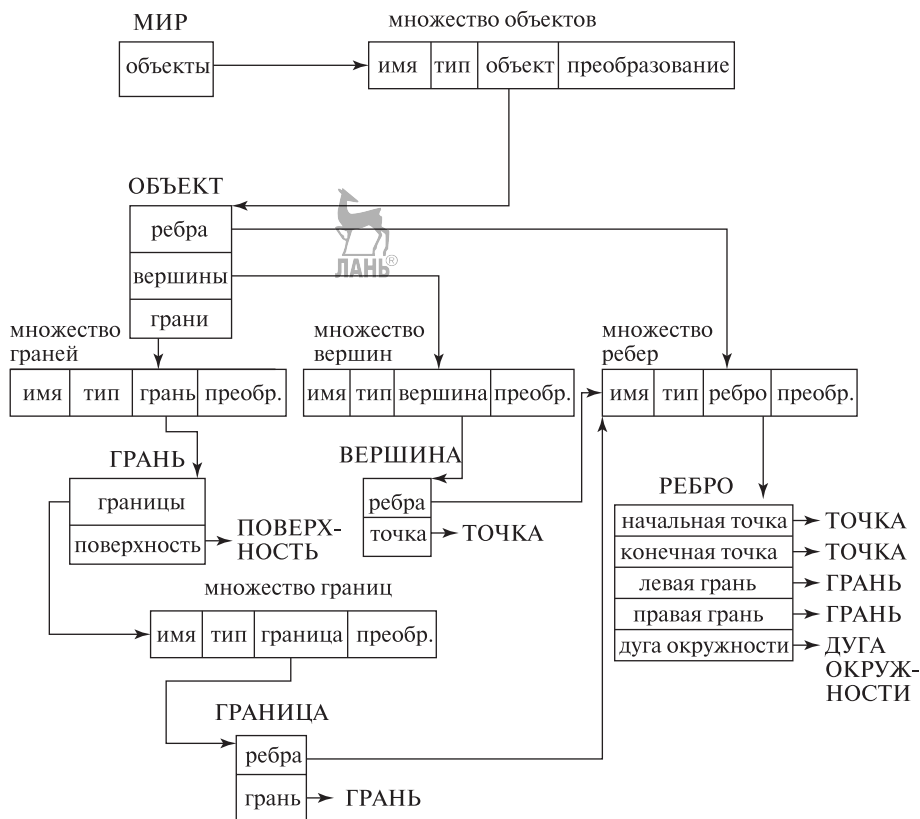 МИР
множество объектов
объекты
имя тип объект преобразование
ОБЪЕКТ
ребра
вершины
грани
ЛАНЬ®
множество
граней
множество
вершин
множество
ребер
имя тип грань преобр.
имя тип вершина преобр.
имя тип ребро преобр.
ГРАНЬ
границы
поверхность
ПОВЕРХ-
НОСТЬ
ВЕРШИНА
ребра
точка
ТОЧКА
РЕБРО
начальная точка
ТОЧКА
конечная точка
ТОЧКА
левая грань
ГРАНЬ
правая грань
ГРАНЬ
дуга окружности
ДУГА
ОКРУЖ-
НОСТИ
множество границ
имя тип граница преобр.
ГРАНИЦА
ребра
грань
ГРАНЬ